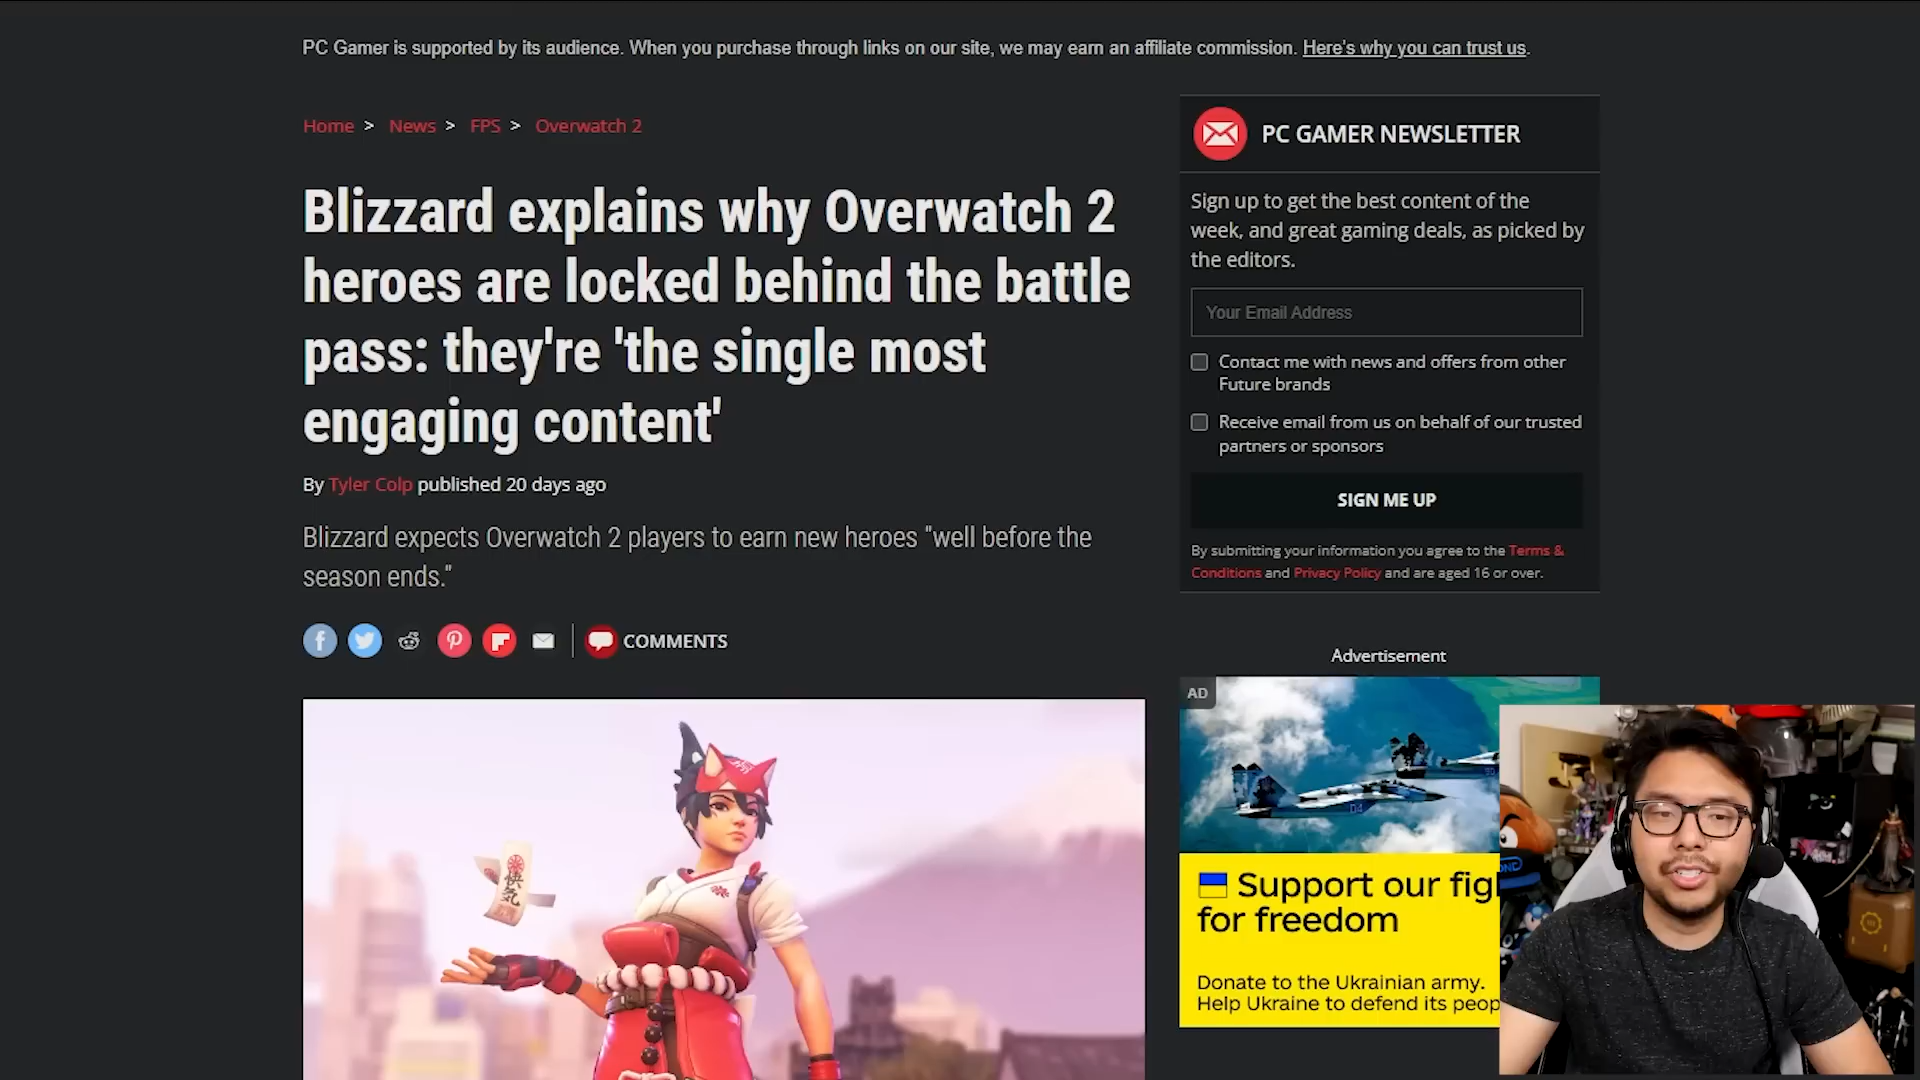 PC Gamer is supported by its audience. When you purchase through links on our site, we may earn an affiliate commission. Here's why you can trust us.
Home > News > FPS > Overwatch 2
Blizzard explains why Overwatch 2
heroes are locked behind the battle
pass: they're 'the single most
engaging content'
By Tyler Colp published 20 days ago
Blizzard expects Overwatch 2 players to earn new heroes "well before the
season ends."
COMMENTS
快気
PC GAMER NEWSLETTER
Sign up to get the best content of the
week, and great gaming deals, as picked by
the editors.
Your Email Address
Contact me with news and offers from other
Future brands
Receive email from us on behalf of our trusted
partners or sponsors
SIGN ME UP
By submitting your information you agree to the Terms &
Conditions and Privacy Policy and are aged 16 or over.
Advertisement
AD
Support our fig
for freedom
Donate to the Ukrainian army.
Help Ukraine to defend its peop